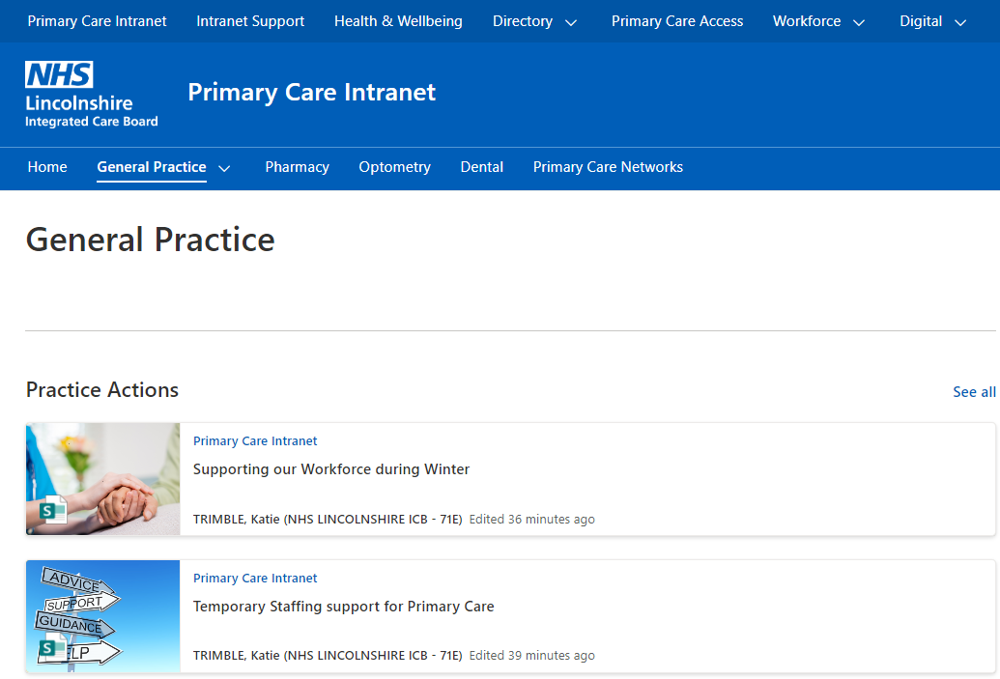 Primary Care Intranet Intranet Support Health & Wellbeing Directory Primary Care Access Workforce Digital
NHS
Lincolnshire
Integrated Care Board
Primary Care Intranet
Home General Practice Pharmacy Optometry Dental Primary Care Networks
General Practice
Practice Actions
See all
Primary Care Intranet
Supporting our Workforce during Winter
S
TRIMBLE, Katie (NHS LINCOLNSHIRE ICB - 71E) Edited 36 minutes ago
ADVICE
SUPPORT
GUIDANCE
S
ELP
Primary Care Intranet
Temporary Staffing support for Primary Care
TRIMBLE, Katie (NHS LINCOLNSHIRE ICB - 71E) Edited 39 minutes ago